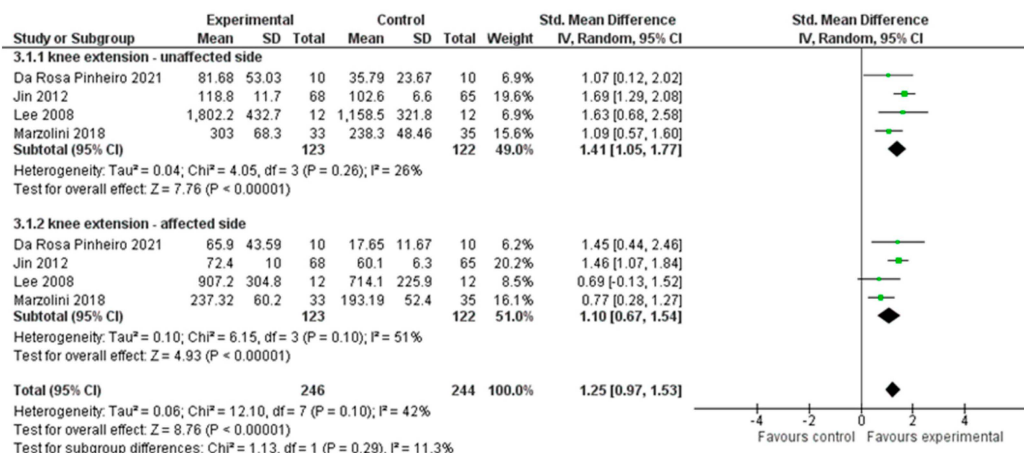 Experimental Control Std. Mean Difference Std. Mean Difference
Study or Subgroup Mean SD Total Mean SD Total Weight IV, Random, 95% CI IV, Random, 95% CI
3.1.1 knee extension - unaffected side
Da Rosa Pinheiro 2021 81.68 53.03 10 35.79 23.67 10 6.9% 1.07 [0.12, 2.02]
Jin 2012 118.8 11.7 68 102.6 6.6 65 19.6% 1.69 [1.29, 2.08]
Lee 2008 1,802.2 432.7 12 1,158.5 321.8 12 6.9% 1.63 [0.68, 2.58]
Marzolini 2018 303 68.3 33 238.3 48.46 35 15.6% 1.09 [0.57, 1.60]
Subtotal (95% CI) 123 122 49.0% 1.41 [1.05, 1.77]
Heterogeneity: Tau² = 0.04; Chi² = 4.05, df = 3 (P = 0.26); I² = 26%
Test for overall effect: Z = 7.76 (P < 0.00001)
3.1.2 knee extension - affected side
Da Rosa Pinheiro 2021 65.9 43.59 10 17.65 11.67 10 6.2% 1.45 [0.44, 2.46]
Jin 2012 72.4 10 68 60.1 6.3 65 20.2% 1.46 [1.07, 1.84]
Lee 2008 907.2 304.8 12 714.1 225.9 12 8.5% 0.69 [-0.13, 1.52]
Marzolini 2018 237.32 60.2 33 193.19 52.4 35 16.1% 0.77 [0.28, 1.27]
Subtotal (95% CI) 123 122 51.0% 1.10 [0.67, 1.54]
Heterogeneity: Tau² = 0.10; Chi² = 6.15, df = 3 (P = 0.10); I² = 51%
Test for overall effect: Z = 4.93 (P < 0.00001)
Total (95% CI) 246 244 100.0% 1.25 [0.97, 1.53]
Heterogeneity: Tau² = 0.06; Chi² = 12.10, df = 7 (P = 0.10); I² = 42%
Test for overall effect: Z = 8.76 (P < 0.00001)
Test for subgroup differences: Chi² = 1.13, df = 1 (P = 0.29), I² = 11.3%
-4 -2 0 2 4
Favours control Favours experimental